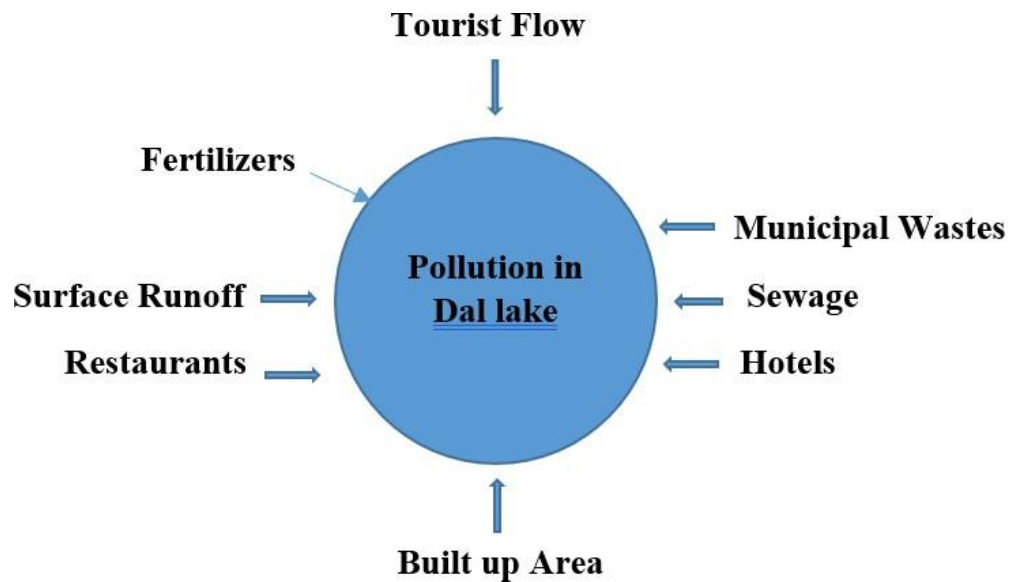 Tourist Flow
Fertilizers
Municipal Wastes
Pollution in
Dal lake
Surface Runoff
Sewage
Restaurants
Hotels
Built up Area